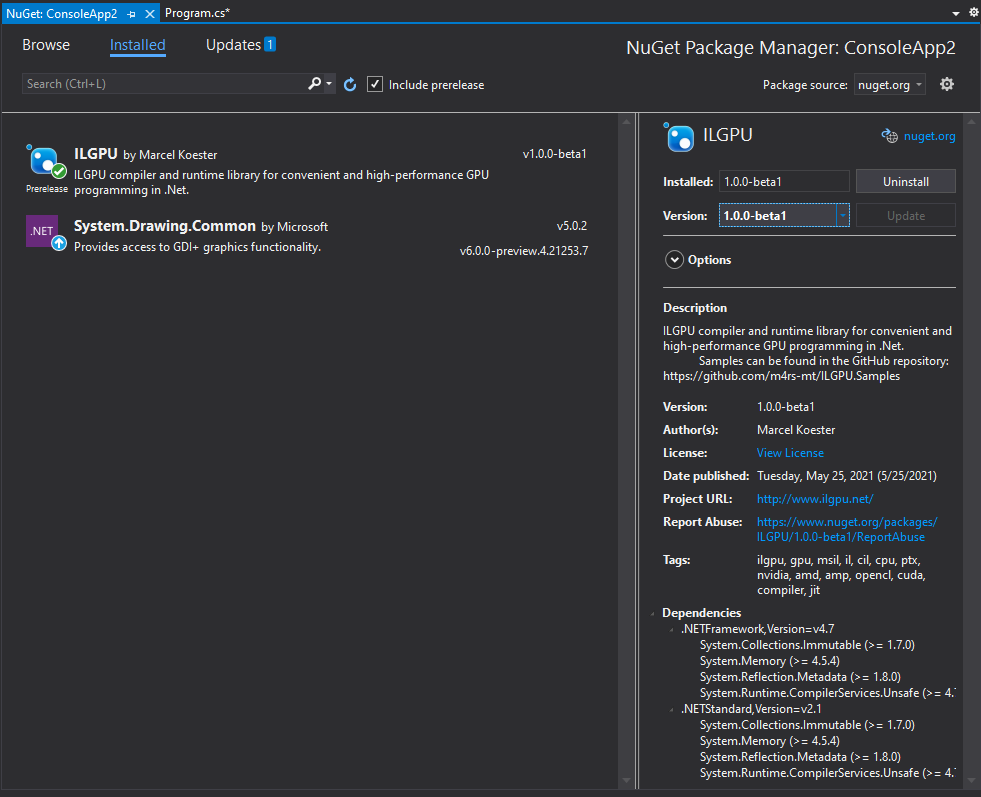 NuGet: ConsoleApp2
Program.cs*
Browse
Installed
Updates 1
NuGet Package Manager: ConsoleApp2
Search (Ctrl+L)
Include prerelease
Package source: nuget.org
ILGPU by Marcel Koester
v1.0.0-beta1
ILGPU compiler and runtime library for convenient and high-performance GPU
programming in .Net.
Prerelease
.NET
System.Drawing.Common by Microsoft
v5.0.2
Provides access to GDI+ graphics functionality.
v6.0.0-preview.4.21253.7
ILGPU
nuget.org
Installed: 1.0.0-beta1
Uninstall
Version: 1.0.0-beta1
Update
Options
Description
ILGPU compiler and runtime library for convenient and
high-performance GPU programming in .Net.
Samples can be found in the GitHub repository:
https://github.com/m4rs-mt/ILGPU.Samples
Version: 1.0.0-beta1
Author(s): Marcel Koester
License: View License
Date published: Tuesday, May 25, 2021 (5/25/2021)
Project URL: http://www.ilgpu.net/
Report Abuse: https://www.nuget.org/packages/
ILGPU/1.0.0-beta1/ReportAbuse
Tags: ilgpu, gpu, msil, il, cil, cpu, ptx,
nvidia, amd, amp, opencl, cuda,
compiler, jit
Dependencies
.NETFramework,Version=v4.7
System.Collections.Immutable (>= 1.7.0)
System.Memory (>= 4.5.4)
System.Reflection.Metadata (>= 1.8.0)
System.Runtime.CompilerServices.Unsafe (>= 4.
.NETStandard,Version=v2.1
System.Collections.Immutable (>= 1.7.0)
System.Memory (>= 4.5.4)
System.Reflection.Metadata (>= 1.8.0)
System.Runtime.CompilerServices.Unsafe (>= 4.